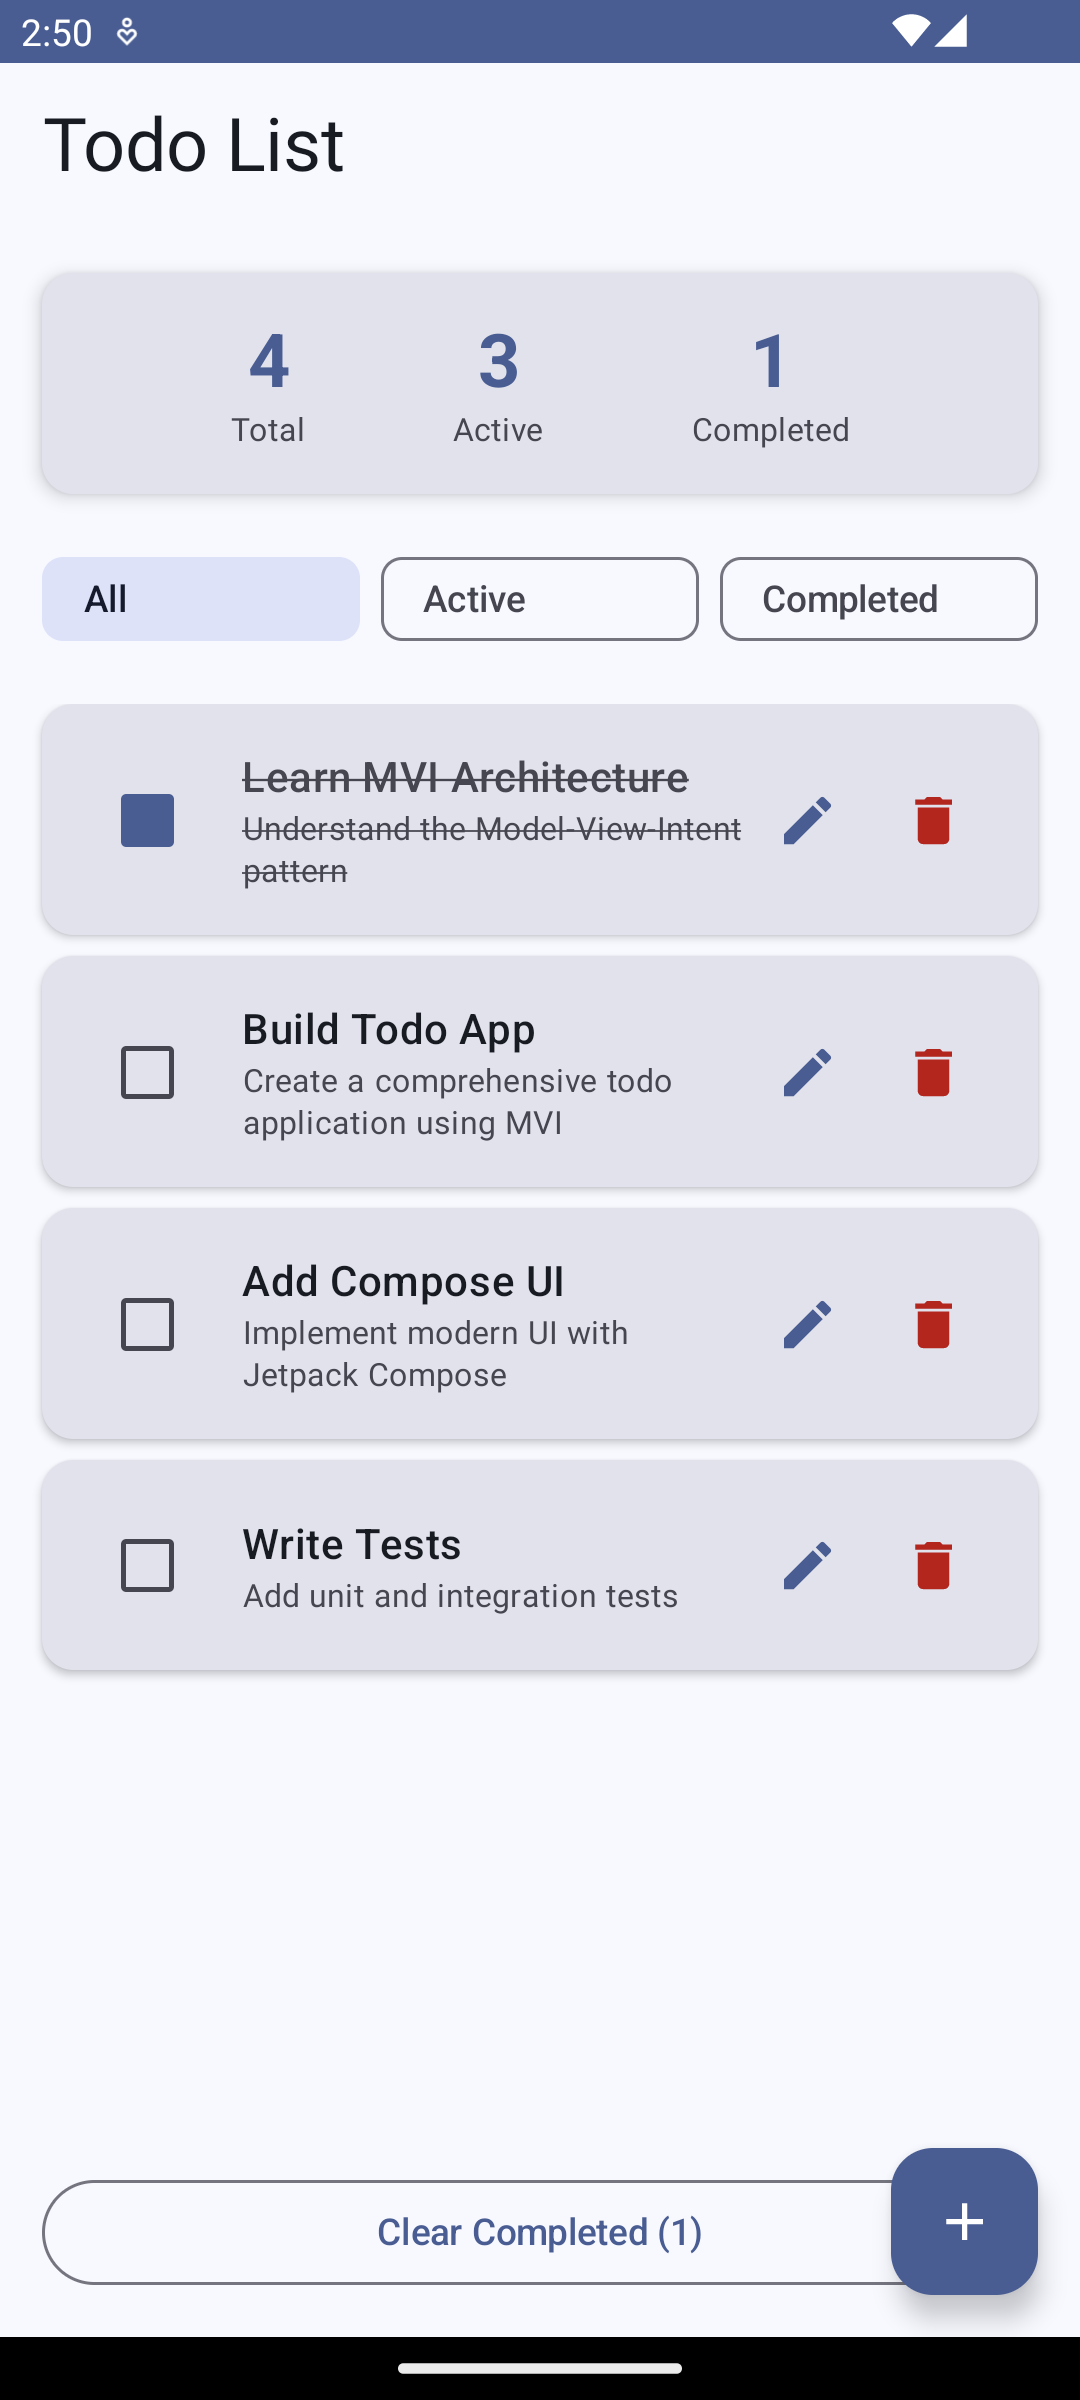 2:50
Todo List
4 3 1
Total Active Completed
All Active Completed
Learn MVI Architecture
Understand the Model-View-Intent
pattern
Build Todo App
Create a comprehensive todo
application using MVI
Add Compose UI
Implement modern UI with
Jetpack Compose
Write Tests
Add unit and integration tests
Clear Completed (1)